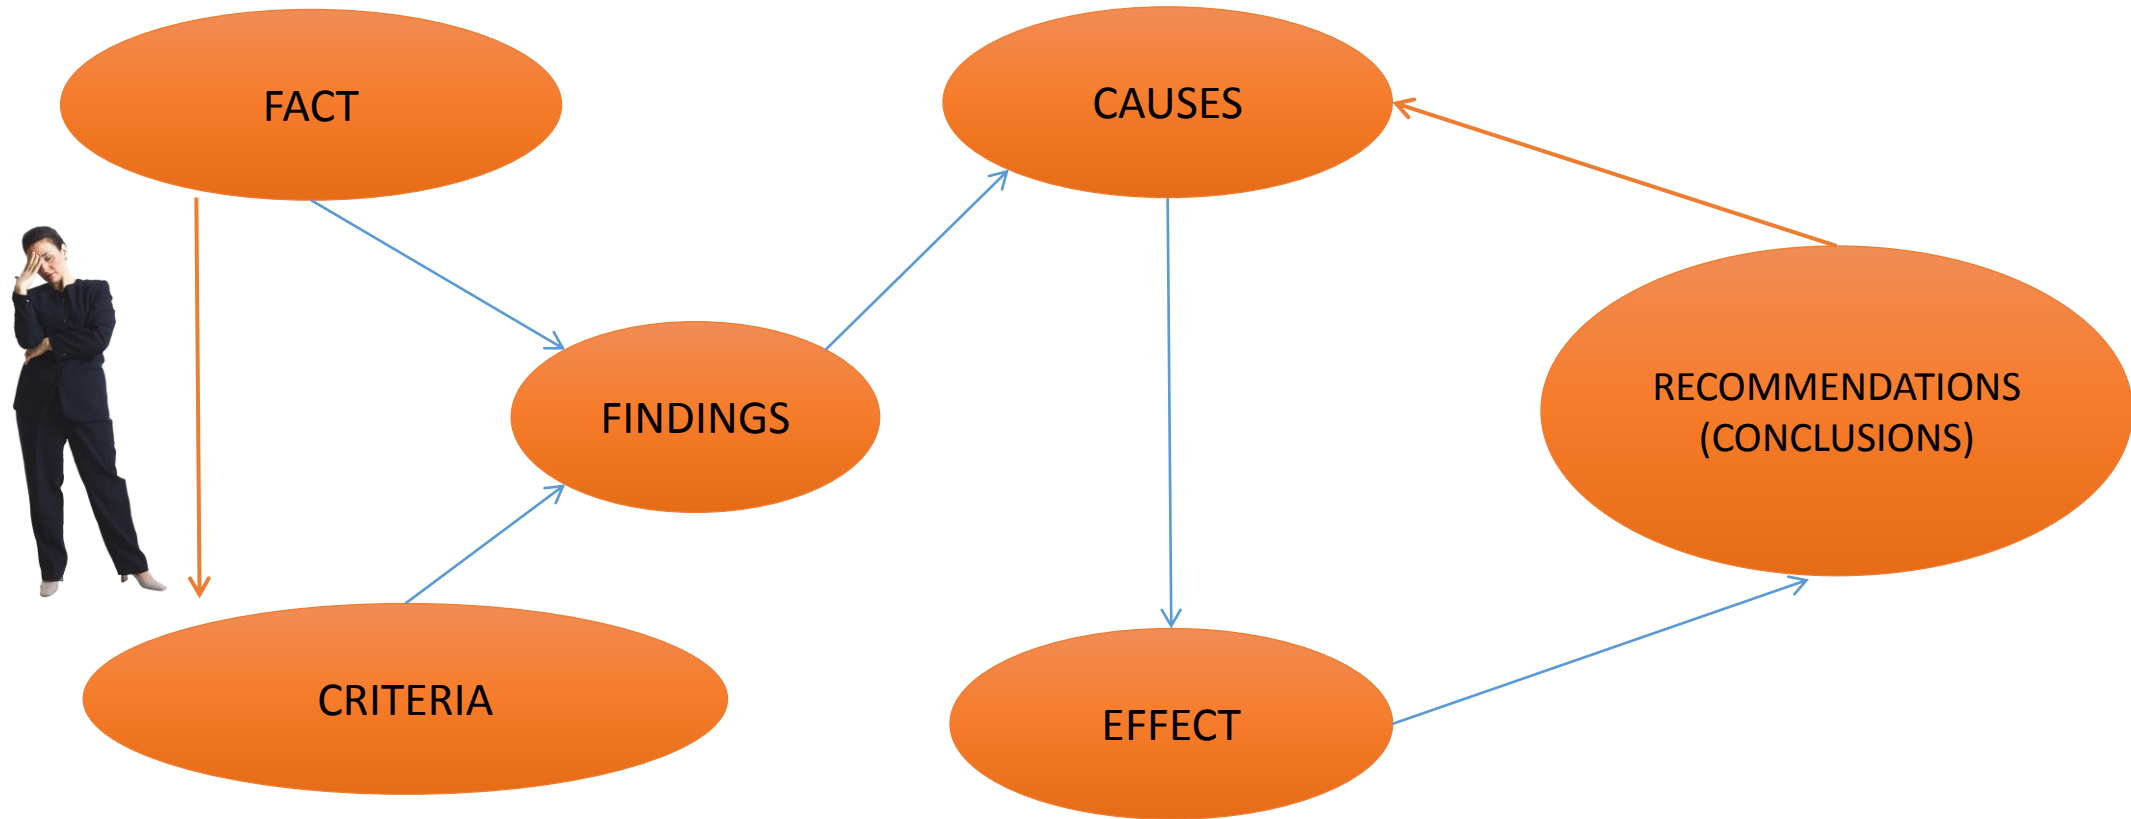 FACT
CAUSES
FINDINGS
RECOMMENDATIONS
(CONCLUSIONS)
CRITERIA
EFFECT